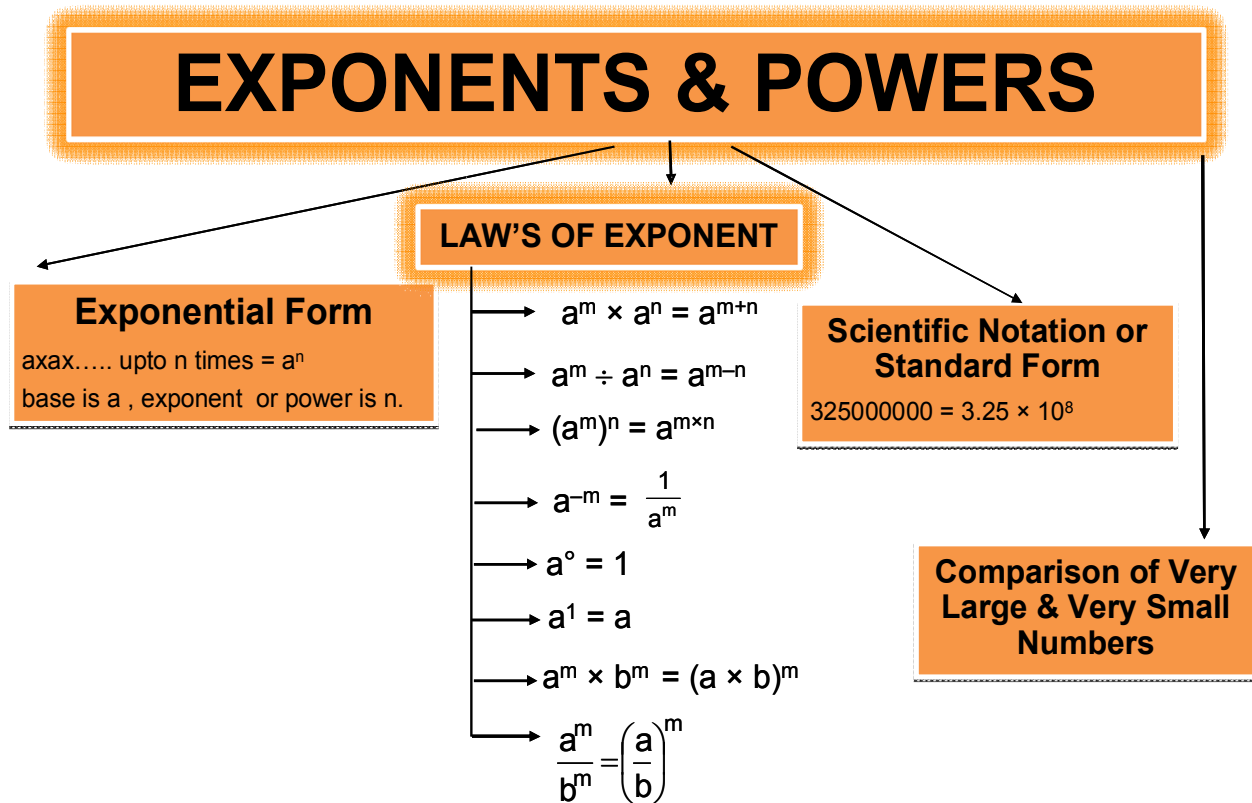 EXPONENTS & POWERS
LAW'S OF EXPONENT
Exponential Form
axax….. upto n times = aⁿ
base is a , exponent or power is n.
aᵐ × aⁿ = aᵐ⁺ⁿ
aᵐ ÷ aⁿ = aᵐ⁻ⁿ
(aᵐ)ⁿ = aᵐˣⁿ
a⁻ᵐ = 1/aᵐ
a° = 1
a¹ = a
aᵐ × bᵐ = (a × b)ᵐ
aᵐ/bᵐ = (a/b)ᵐ
Scientific Notation or
Standard Form
325000000 = 3.25 × 10⁸
Comparison of Very
Large & Very Small
Numbers